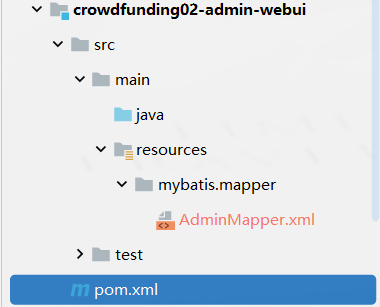 crowdfunding02-admin-webui
src
main
java
resources
mybatis.mapper
AdminMapper.xml
test
pom.xml